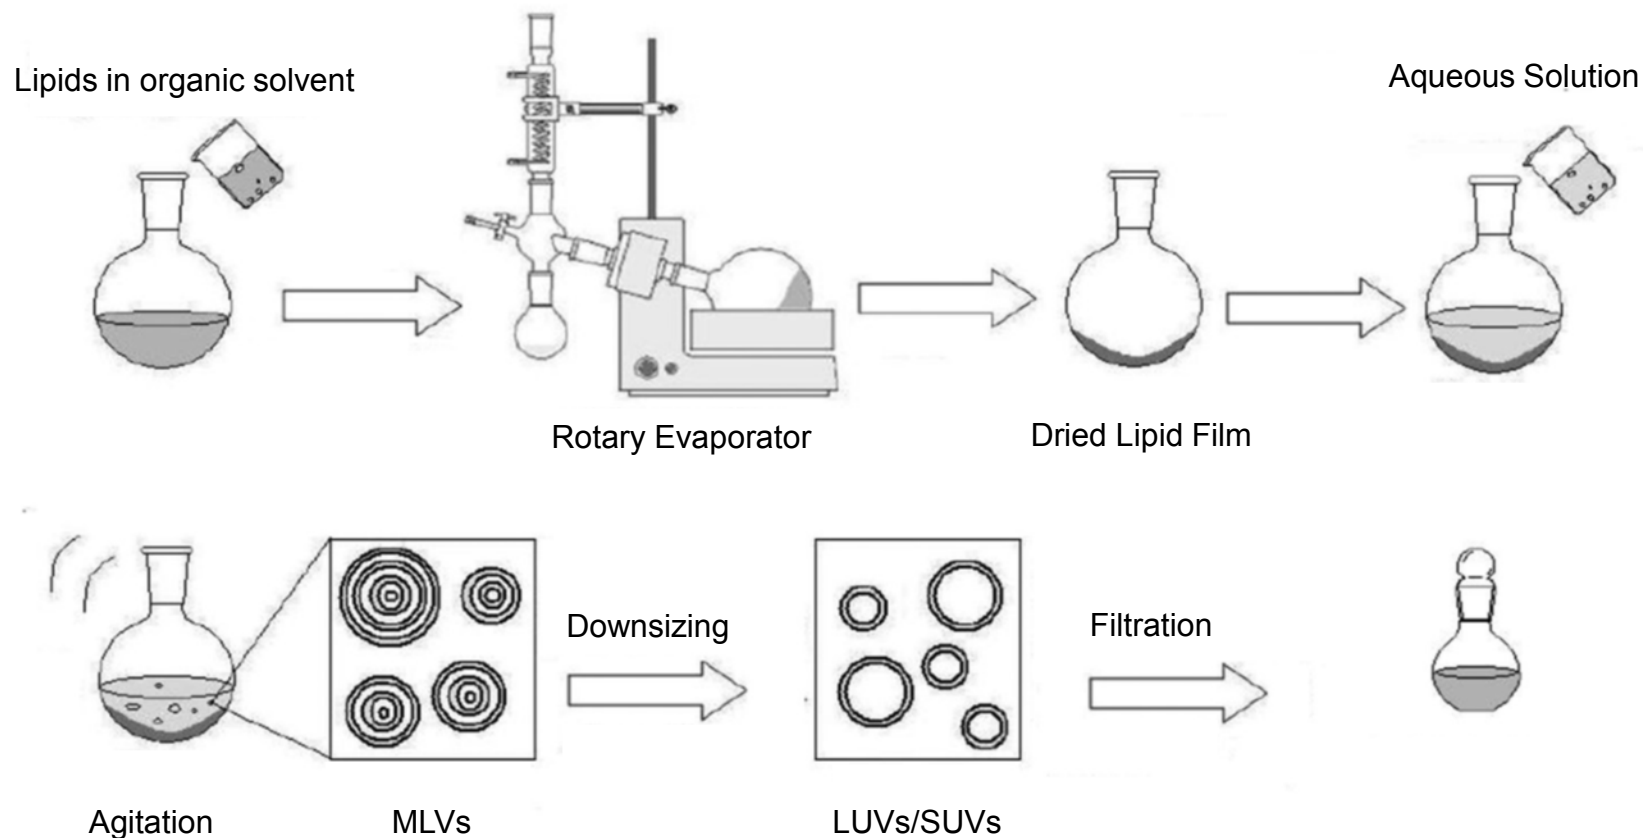 Lipids in organic solvent
Aqueous Solution
Rotary Evaporator
Dried Lipid Film
Downsizing
Filtration
Agitation
MLVs
LUVs/SUVs